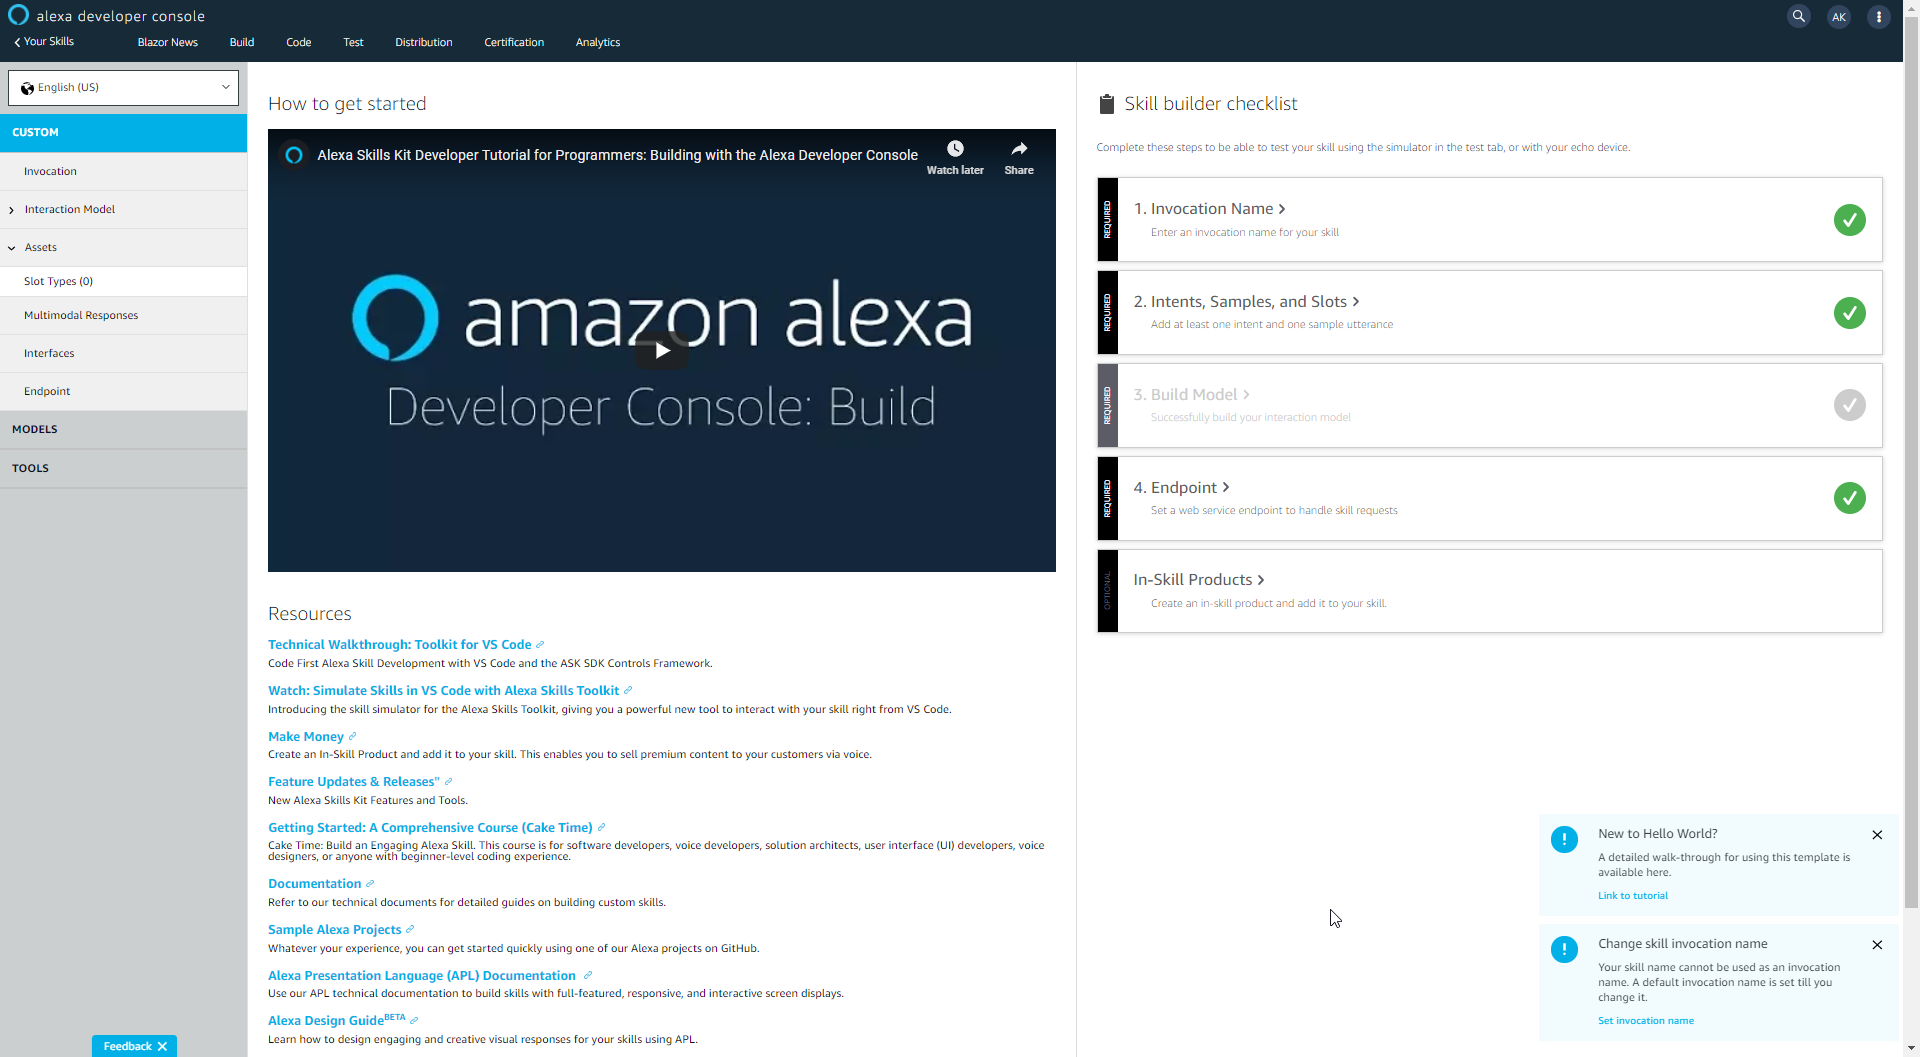 alexa developer console
AK
Your Skills
Blazor News
Build
Code
Test
Distribution
Certification
Analytics
English (US)
CUSTOM
Invocation
Interaction Model
Assets
Slot Types (0)
Multimodal Responses
Interfaces
Endpoint
MODELS
TOOLS
Feedback
How to get started
Alexa Skills Kit Developer Tutorial for Programmers: Building with the Alexa Developer Console
Watch later
Share
amazon alexa
Developer Console: Build
Resources
Technical Walkthrough: Toolkit for VS Code
Code First Alexa Skill Development with VS Code and the ASK SDK Controls Framework.
Watch: Simulate Skills in VS Code with Alexa Skills Toolkit
Introducing the skill simulator for the Alexa Skills Toolkit, giving you a powerful new tool to interact with your skill right from VS Code.
Make Money
Create an In-Skill Product and add it to your skill. This enables you to sell premium content to your customers via voice.
Feature Updates & Releases"
New Alexa Skills Kit Features and Tools.
Getting Started: A Comprehensive Course (Cake Time)
Cake Time: Build an Engaging Alexa Skill. This course is for software developers, voice developers, solution architects, user interface (UI) developers, voice
designers, or anyone with beginner-level coding experience.
Documentation
Refer to our technical documents for detailed guides on building custom skills.
Sample Alexa Projects
Whatever your experience, you can get started quickly using one of our Alexa projects on GitHub.
Alexa Presentation Language (APL) Documentation
Use our APL technical documentation to build skills with full-featured, responsive, and interactive screen displays.
Alexa Design GuideBETA
Learn how to design engaging and creative visual responses for your skills using APL.
Skill builder checklist
Complete these steps to be able to test your skill using the simulator in the test tab, or with your echo device.
REQUIRED
1. Invocation Name
Enter an invocation name for your skill
REQUIRED
2. Intents, Samples, and Slots
Add at least one intent and one sample utterance
REQUIRED
3. Build Model
Successfully build your interaction model
REQUIRED
4. Endpoint
Set a web service endpoint to handle skill requests
OPTIONAL
In-Skill Products
Create an in-skill product and add it to your skill.
New to Hello World?
A detailed walk-through for using this template is
available here.
Link to tutorial
Change skill invocation name
Your skill name cannot be used as an invocation
name. A default invocation name is set till you
change it.
Set invocation name